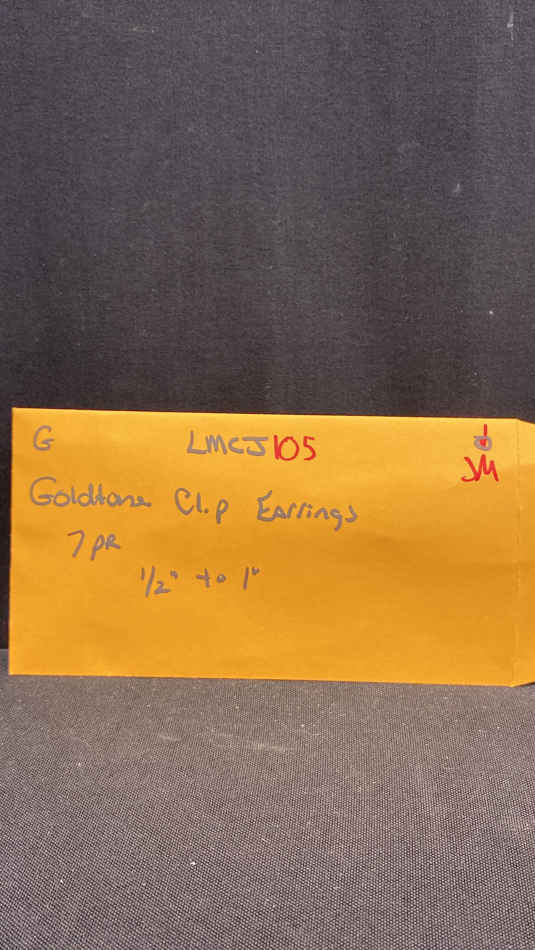 G LMCJ105
JM
Goldtone Clip Earrings
7 PR
1/2" to 1"